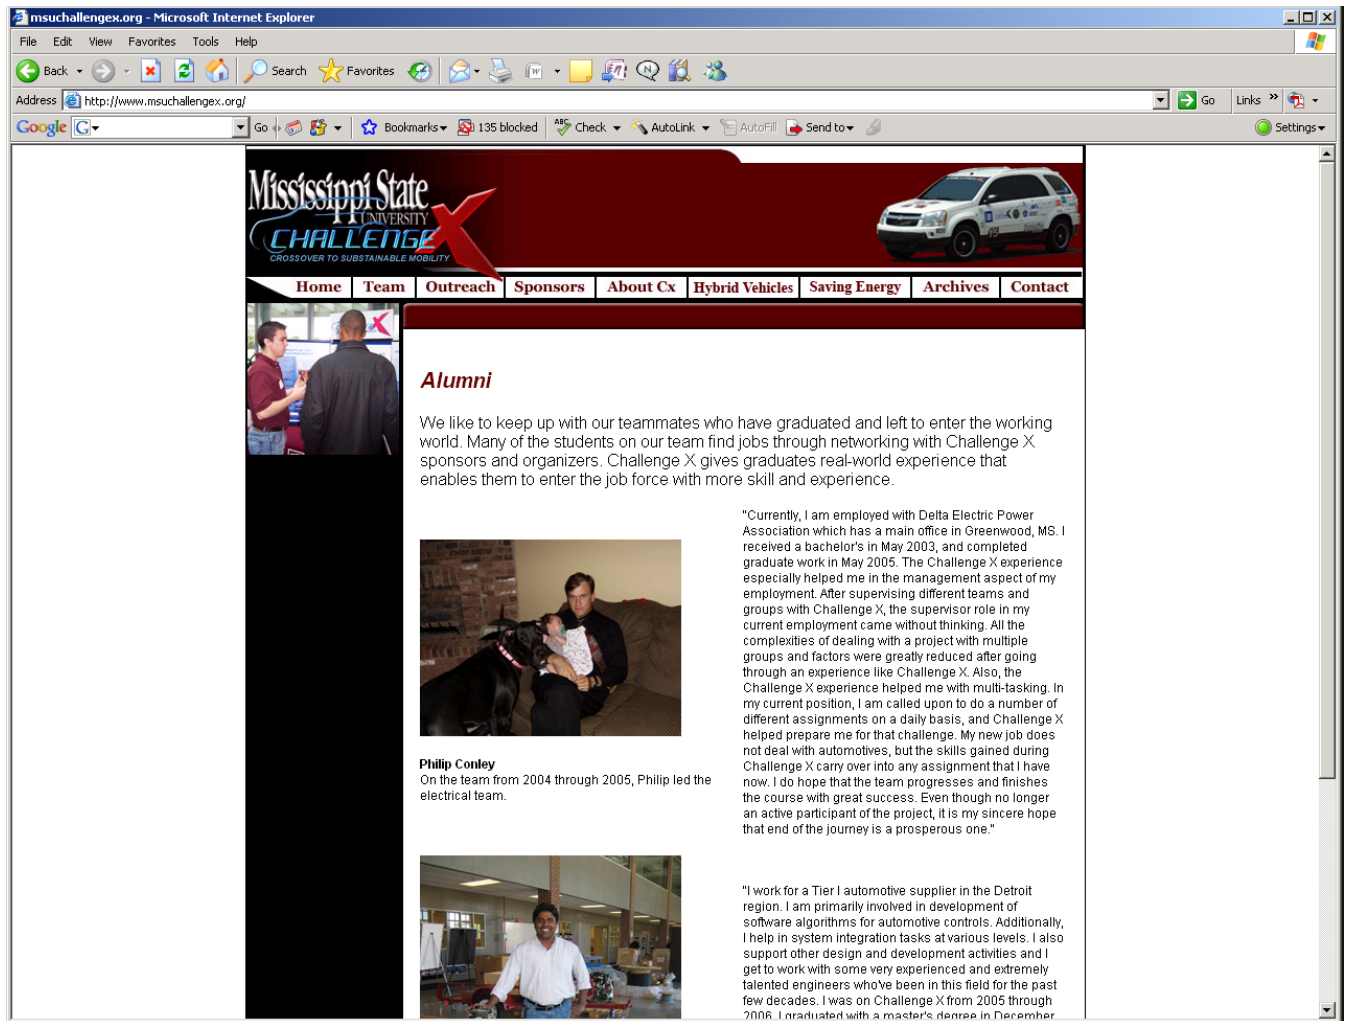 msuchallengex.org - Microsoft Internet Explorer
File Edit View Favorites Tools Help
Back Search Favorites
Address http://www.msuchallengex.org/ Go Links »
Google G Go Bookmarks 135 blocked ABC Check AutoLink AutoFill Send to Settings
Mississippi State
UNIVERSITY
CHALLENGE X
CROSSOVER TO SUSTAINABLE MOBILITY
Home Team Outreach Sponsors About Cx Hybrid Vehicles Saving Energy Archives Contact
Alumni
We like to keep up with our teammates who have graduated and left to enter the working
world. Many of the students on our team find jobs through networking with Challenge X
sponsors and organizers. Challenge X gives graduates real-world experience that
enables them to enter the job force with more skill and experience.
"Currently, I am employed with Delta Electric Power
Association which has a main office in Greenwood, MS. I
received a bachelor's in May 2003, and completed
graduate work in May 2005. The Challenge X experience
especially helped me in the management aspect of my
employment. After supervising different teams and
groups with Challenge X, the supervisor role in my
current employment came without thinking. All the
complexities of dealing with a project with multiple
groups and factors were greatly reduced after going
through an experience like Challenge X. Also, the
Challenge X experience helped me with multi-tasking. In
my current position, I am called upon to do a number of
different assignments on a daily basis, and Challenge X
helped prepare me for that challenge. My new job does
not deal with automotives, but the skills gained during
Challenge X carry over into any assignment that I have
now. I do hope that the team progresses and finishes
the course with great success. Even though no longer
an active participant of the project, it is my sincere hope
that end of the journey is a prosperous one."
Philip Conley
On the team from 2004 through 2005, Philip led the
electrical team.
"I work for a Tier I automotive supplier in the Detroit
region. I am primarily involved in development of
software algorithms for automotive controls. Additionally,
I help in system integration tasks at various levels. I also
support other design and development activities and I
get to work with some very experienced and extremely
talented engineers who've been in this field for the past
few decades. I was on Challenge X from 2005 through
2006. I graduated with a master's degree in December